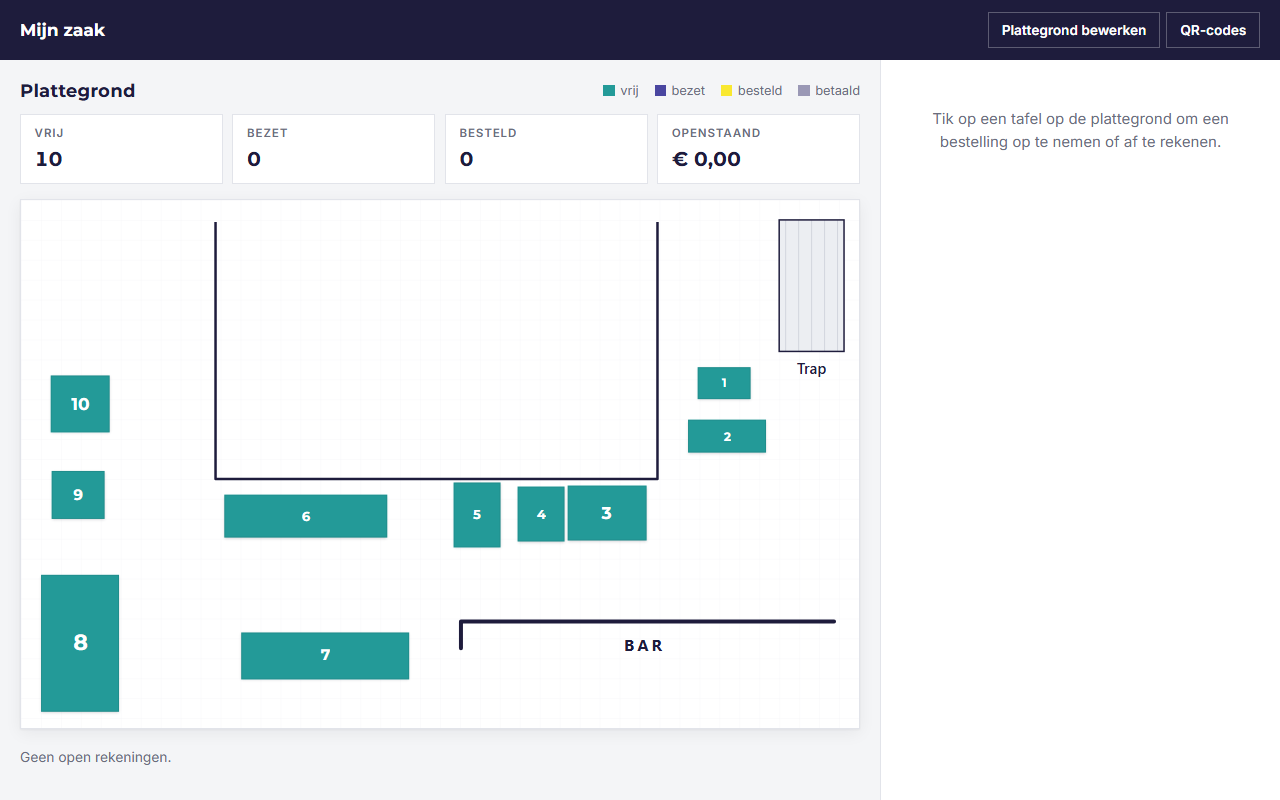 Mijn zaak
Plattegrond bewerken
QR-codes
Plattegrond
vrij
bezet
besteld
betaald
VRIJ
10
BEZET
0
BESTELD
0
OPENSTAAND
€ 0,00
Tik op een tafel op de plattegrond om een
bestelling op te nemen of af te rekenen.
Trap
1
10
2
9
6
5
4
3
8
7
BAR
Geen open rekeningen.